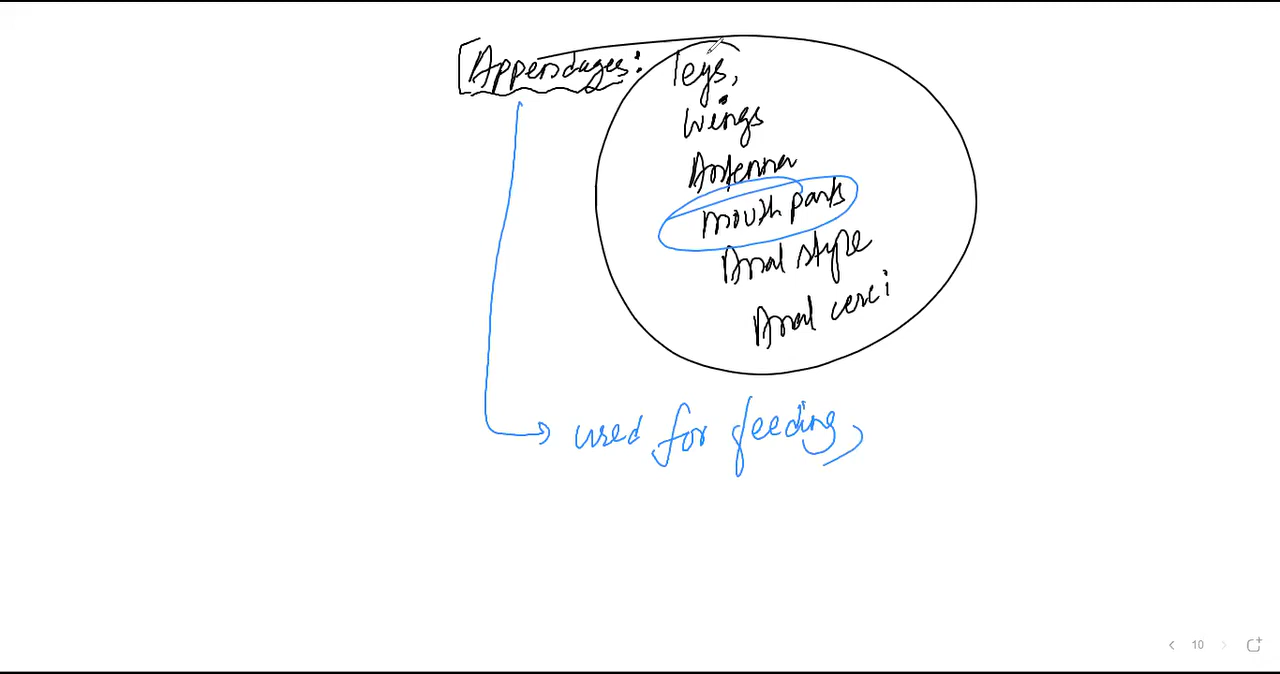 Appendages: legs,
wings
Antenna
mouth parts
Anal style
Anal cerci
used for feeding,
10